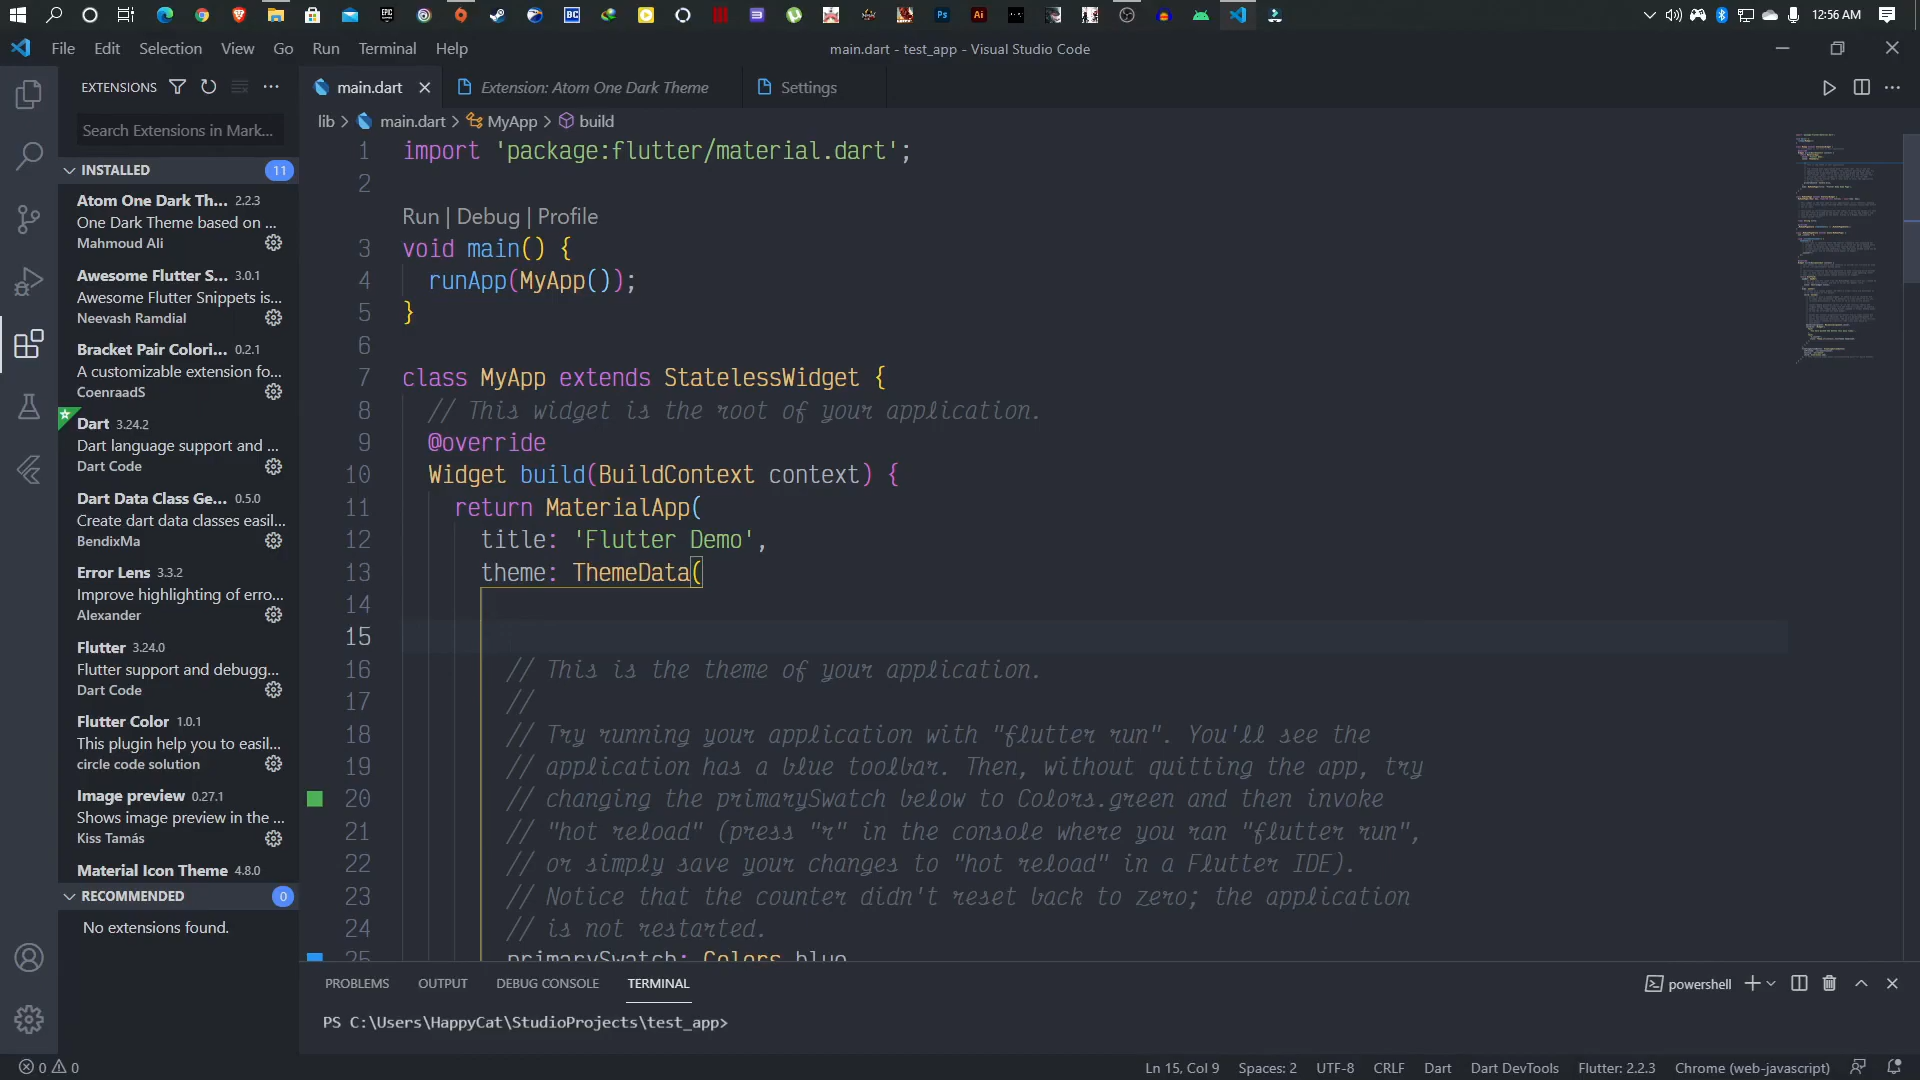 12:56 AM
File Edit Selection View Go Run Terminal Help
main.dart - test_app - Visual Studio Code
EXTENSIONS
main.dart
Extension: Atom One Dark Theme
Settings
lib > main.dart > MyApp > build
Search Extensions in Mark...
INSTALLED 11
Atom One Dark Th... 2.2.3
One Dark Theme based on ...
Mahmoud Ali
Awesome Flutter S... 3.0.1
Awesome Flutter Snippets is...
Neevash Ramdial
Bracket Pair Colori... 0.2.1
A customizable extension fo...
CoenraadS
Dart 3.24.2
Dart language support and ...
Dart Code
Dart Data Class Ge... 0.5.0
Create dart data classes easil...
BendixMa
Error Lens 3.3.2
Improve highlighting of erro...
Alexander
Flutter 3.24.0
Flutter support and debugg...
Dart Code
Flutter Color 1.0.1
This plugin help you to easil...
circle code solution
Image preview 0.27.1
Shows image preview in the ...
Kiss Tamás
Material Icon Theme 4.8.0
RECOMMENDED 0
No extensions found.
1 import 'package:flutter/material.dart';
2
Run | Debug | Profile
3 void main() {
4 runApp(MyApp());
5 }
6
7 class MyApp extends StatelessWidget {
8 // This widget is the root of your application.
9 @override
10 Widget build(BuildContext context) {
11 return MaterialApp(
12 title: 'Flutter Demo',
13 theme: ThemeData(
14
15
16 // This is the theme of your application.
17 //
18 // Try running your application with "flutter run". You'll see the
19 // application has a blue toolbar. Then, without quitting the app, try
20 // changing the primarySwatch below to Colors.green and then invoke
21 // "hot reload" (press "r" in the console where you ran "flutter run",
22 // or simply save your changes to "hot reload" in a Flutter IDE).
23 // Notice that the counter didn't reset back to zero; the application
24 // is not restarted.
25 primarySwatch: Colors.blue
PROBLEMS OUTPUT DEBUG CONSOLE TERMINAL
powershell
PS C:\Users\HappyCat\StudioProjects\test_app>
0 0
Ln 15, Col 9 Spaces: 2 UTF-8 CRLF Dart Dart DevTools Flutter: 2.2.3 Chrome (web-javascript)